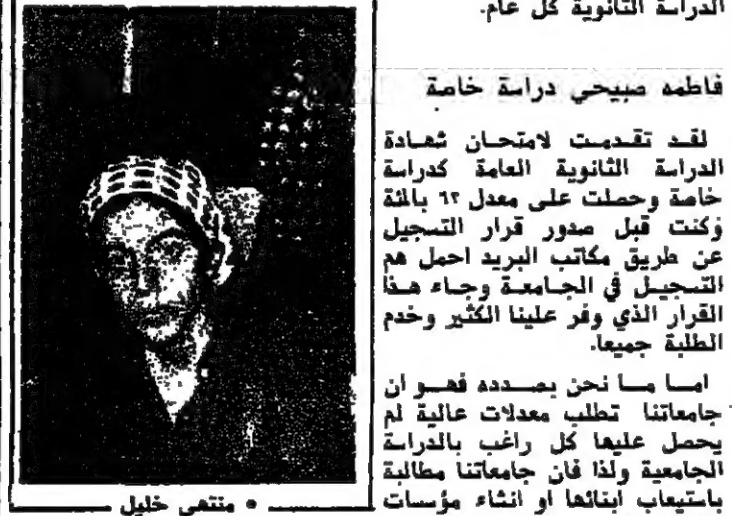 الدراسة الثانوية كل عام.
فاطمه صبيحي دراسة خاصة
لقد تقدمت لامتحان شهادة
الدراسة الثانوية العامة كدراسة
خاصة وحصلت على معدل ٦٢ بالمئة
وكنت قبل صدور قرار التسجيل
عن طريق مكاتب البريد احمل هم
التسجيل في الجامعة وجاء هذا
القرار الذي وفر علينا الكثير وخدم
الطلبة جميعا.
اما ما نحن بصدده فهو ان
جامعاتنا تطلب معدلات عالية لم
يحصل عليها كل راغب بالدراسة
الجامعية ولذا فان جامعاتنا مطالبة
باستيعاب ابنائها او انشاء مؤسسات
• منتهى خليل